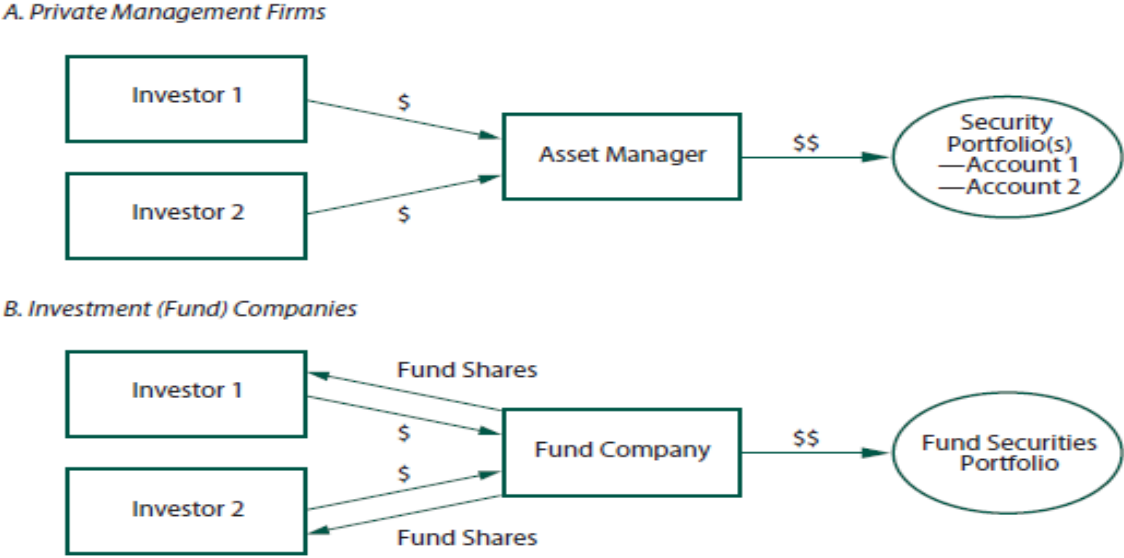 A. Private Management Firms
Investor 1
$
Asset Manager
$$
Security
Portfolio(s)
—Account 1
—Account 2
Investor 2
$
B. Investment (Fund) Companies
Investor 1
Fund Shares
$
Fund Company
$$
Fund Securities
Portfolio
$
Investor 2
Fund Shares